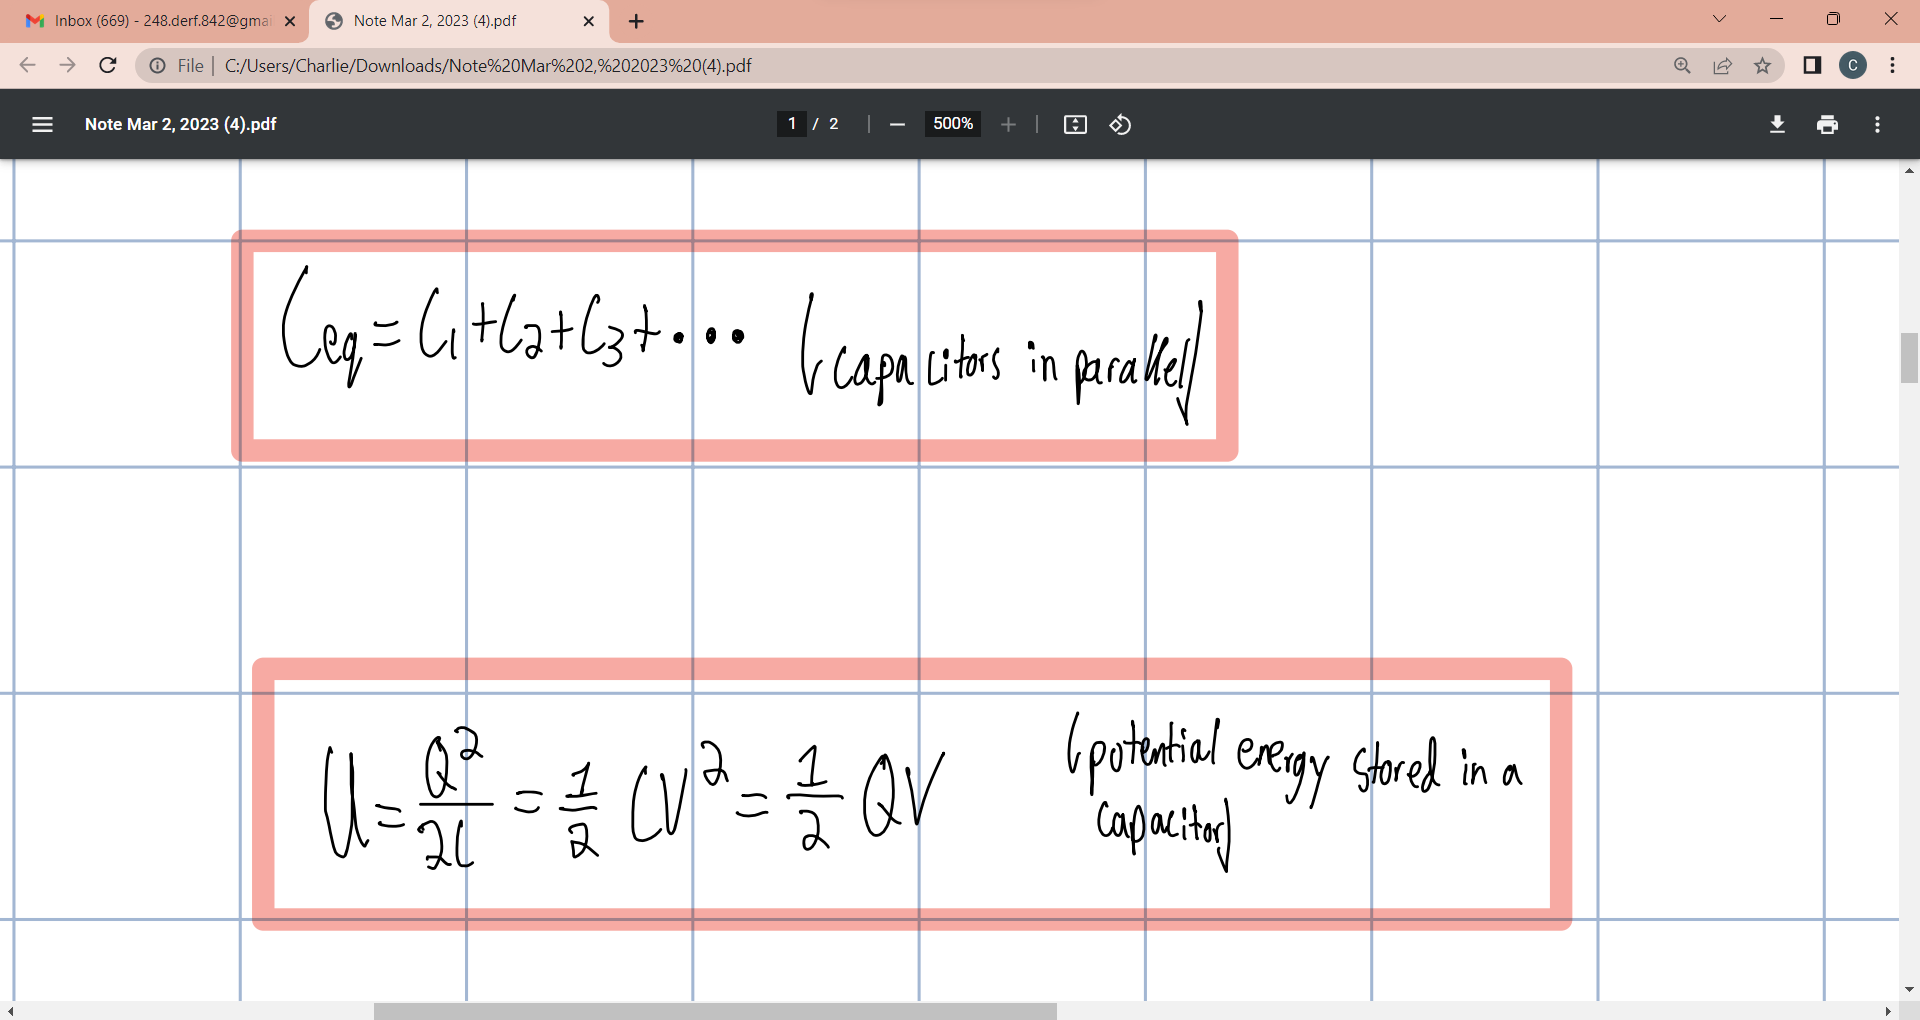 Inbox (669) - 248.derf.842@gmai
Note Mar 2, 2023 (4).pdf
File | C:/Users/Charlie/Downloads/Note%20Mar%202,%202023%20(4).pdf
C
Note Mar 2, 2023 (4).pdf
1 / 2
500%
Ceq = C1 + C2 + C3 + ... (capacitors in parallel)
U = Q²/2C = 1/2 CV² = 1/2 QV (potential energy stored in a
capacitor)